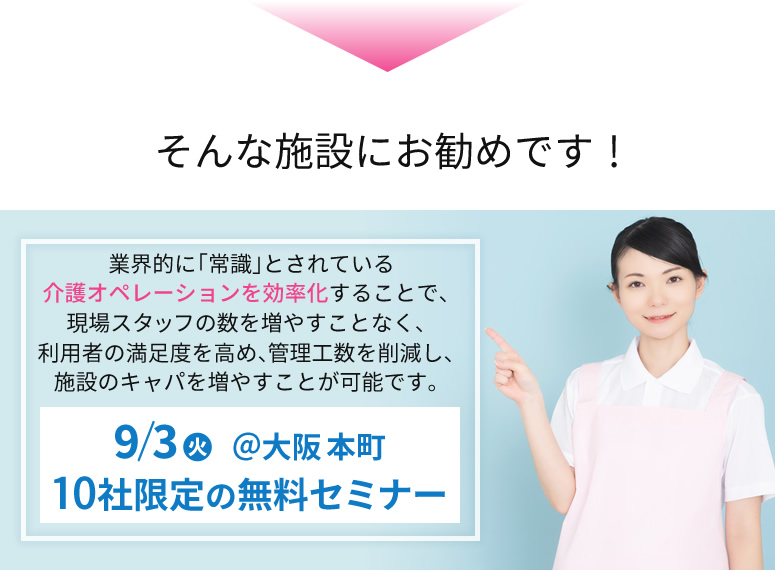 そんな施設にお勧めです！
業界的に「常識」とされている
介護オペレーションを効率化することで、
現場スタッフの数を増やすことなく、
利用者の満足度を高め、管理工数を削減し、
施設のキャパを増やすことが可能です。
9/3火 @大阪 本町
10社限定の無料セミナー